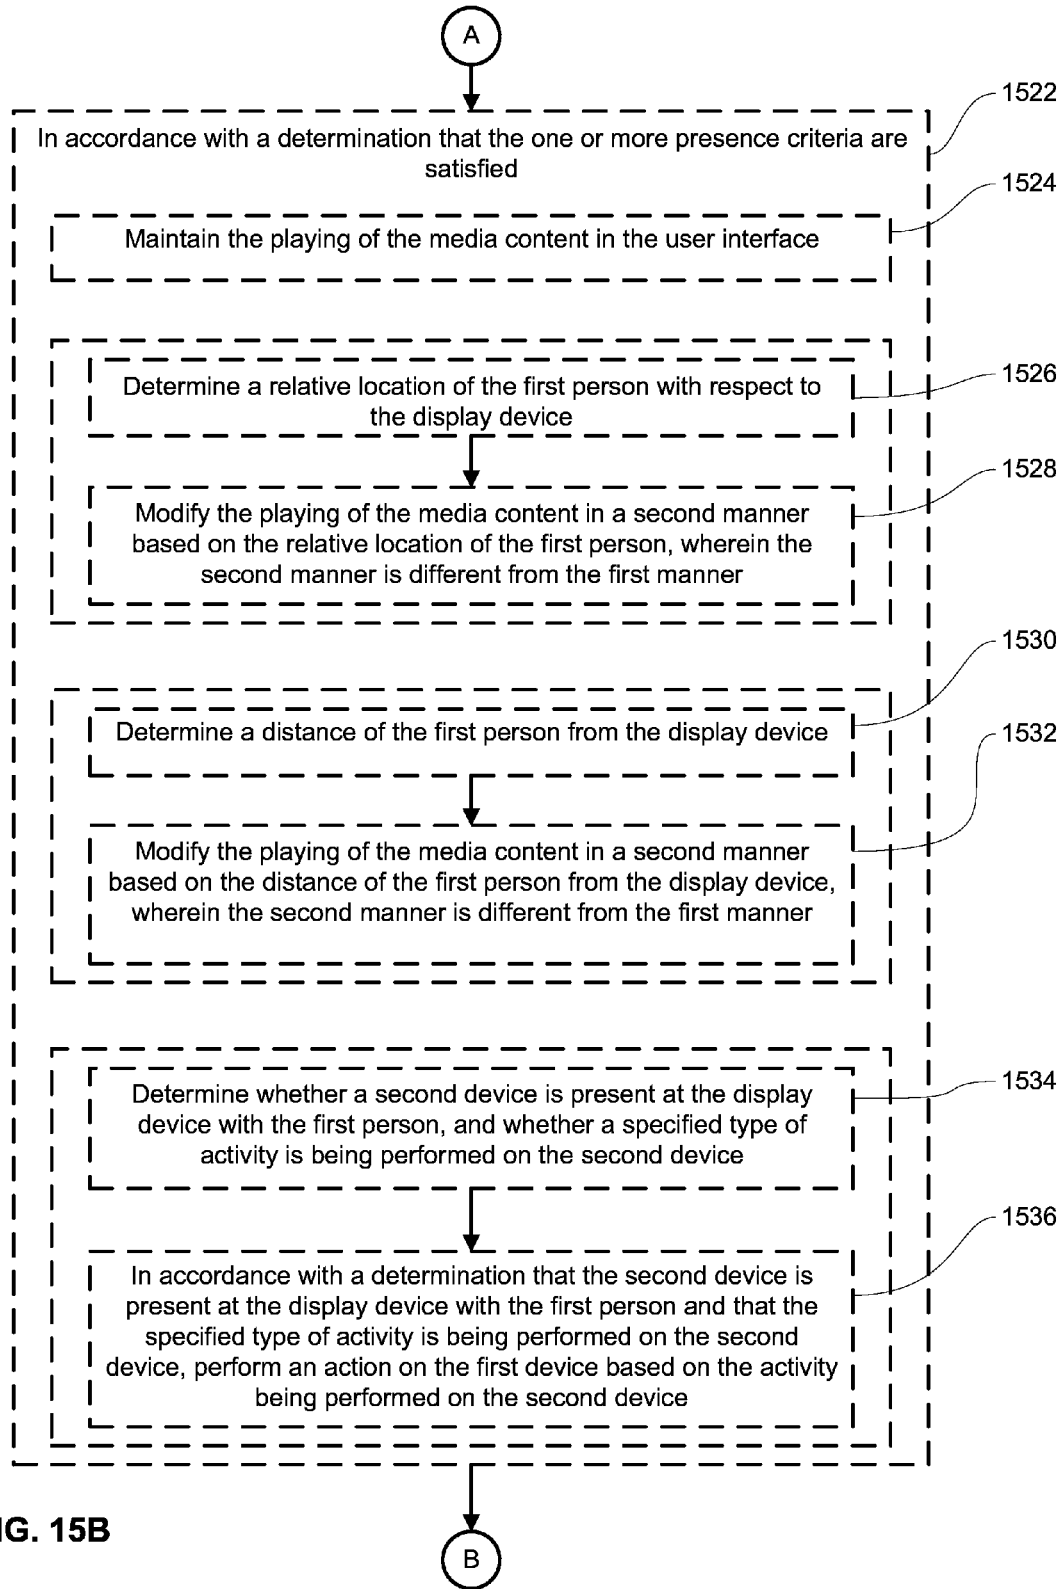 A
1522
In accordance with a determination that the one or more presence criteria are
satisfied
1524
Maintain the playing of the media content in the user interface
1526
Determine a relative location of the first person with respect to
the display device
1528
Modify the playing of the media content in a second manner
based on the relative location of the first person, wherein the
second manner is different from the first manner
1530
Determine a distance of the first person from the display device
1532
Modify the playing of the media content in a second manner
based on the distance of the first person from the display device,
wherein the second manner is different from the first manner
1534
Determine whether a second device is present at the display
device with the first person, and whether a specified type of
activity is being performed on the second device
1536
In accordance with a determination that the second device is
present at the display device with the first person and that the
specified type of activity is being performed on the second
device, perform an action on the first device based on the activity
being performed on the second device
IG. 15B
B